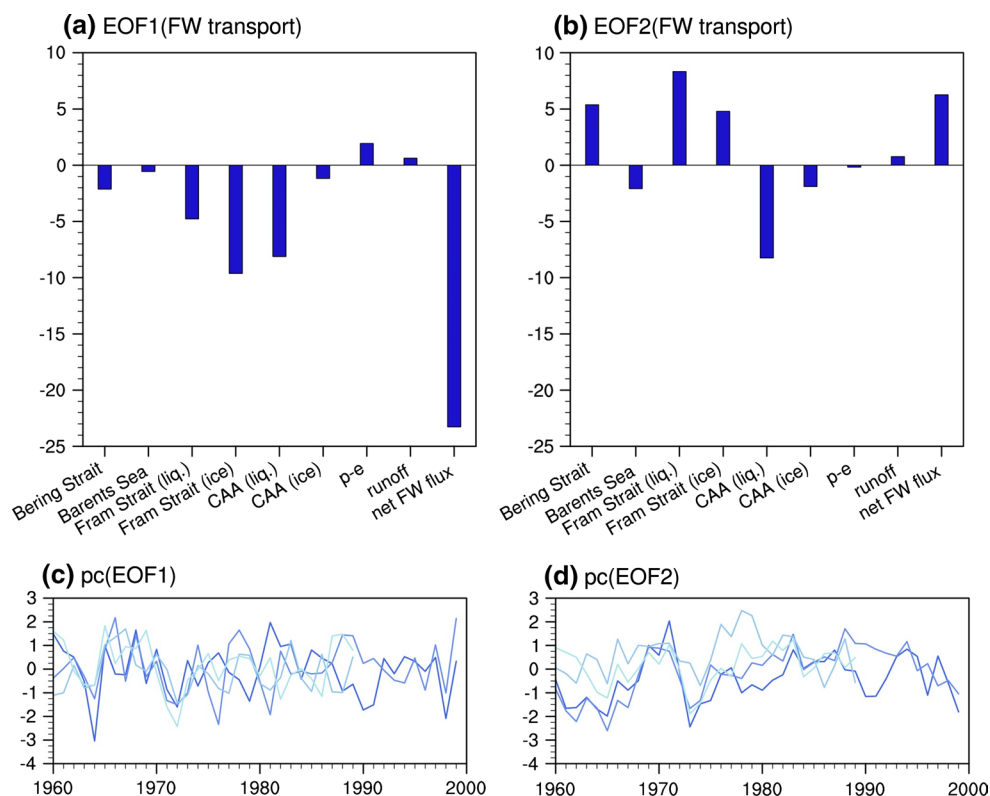 (a) EOF1(FW transport)
10
5
0
-5
-10
-15
-20
-25
Bering Strait
Barents Sea
Fram Strait (liq.)
Fram Strait (ice)
CAA (liq.)
CAA (ice)
p-e
runoff
net FW flux
(b) EOF2(FW transport)
10
5
0
-5
-10
-15
-20
-25
Bering Strait
Barents Sea
Fram Strait (liq.)
Fram Strait (ice)
CAA (liq.)
CAA (ice)
p-e
runoff
net FW flux
(c) pc(EOF1)
3
2
1
0
-1
-2
-3
-4
1960 1970 1980 1990 2000
(d) pc(EOF2)
3
2
1
0
-1
-2
-3
-4
1960 1970 1980 1990 2000